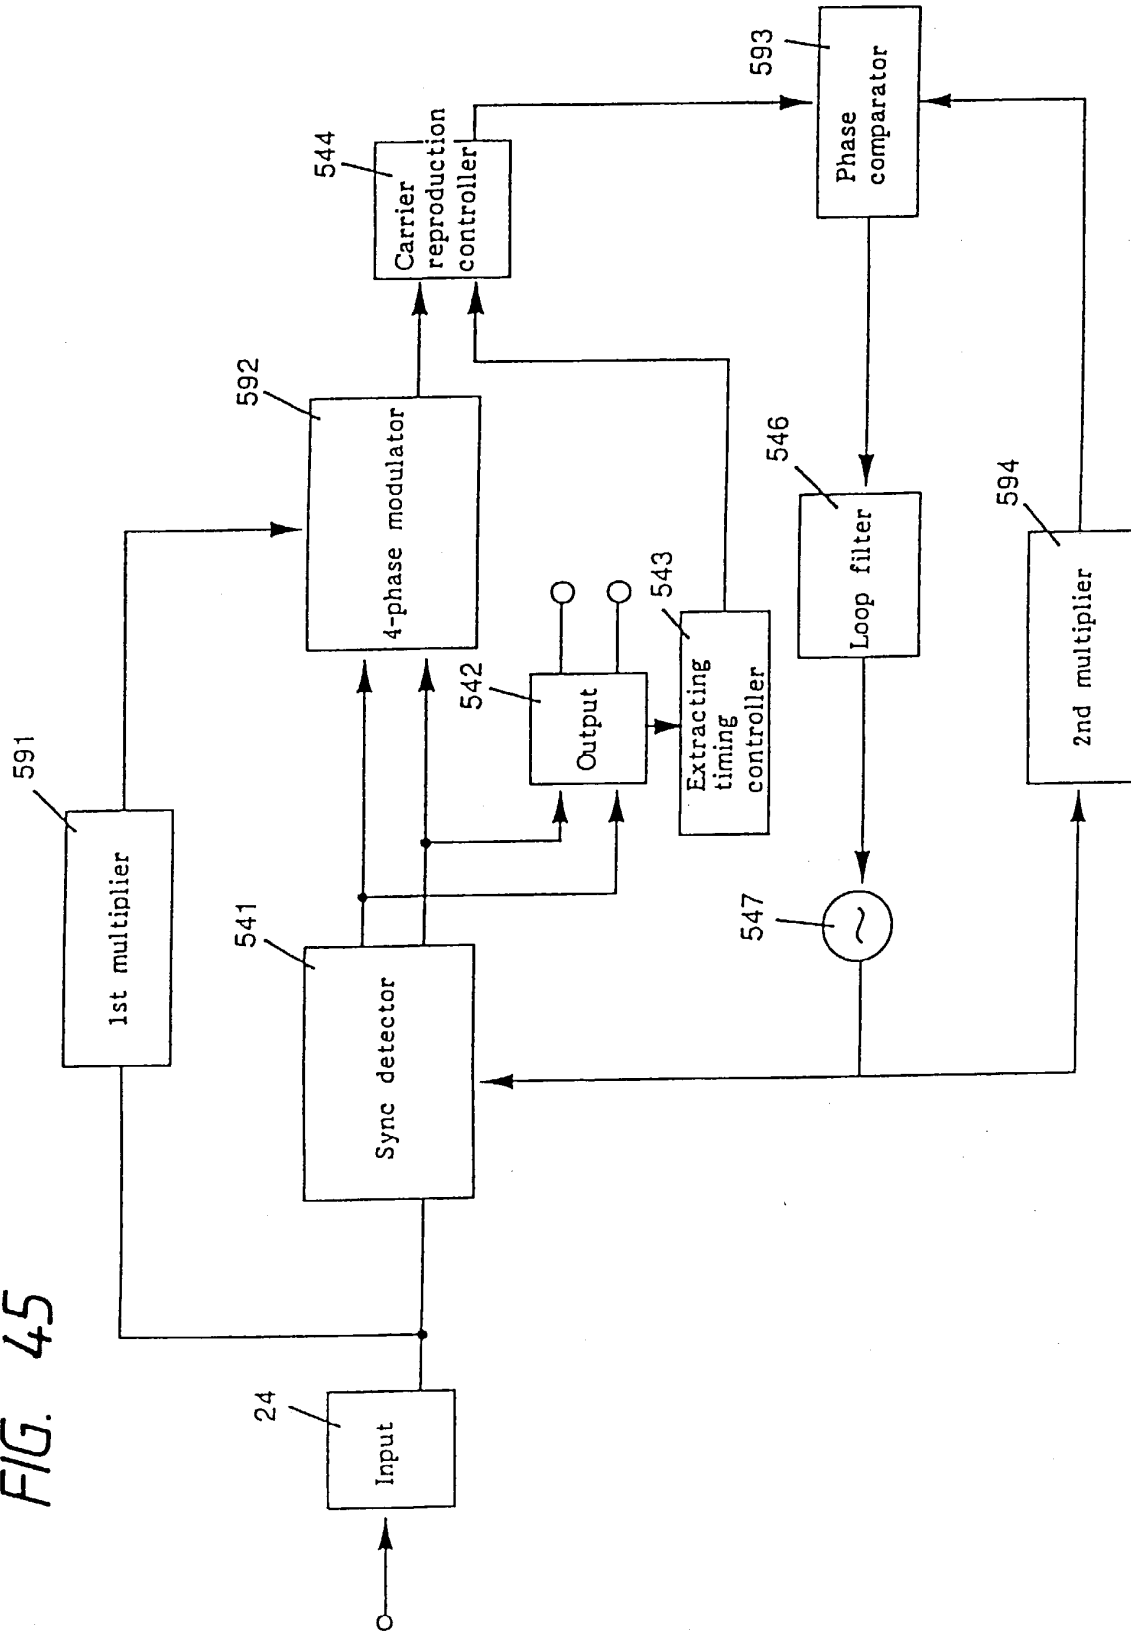 FIG. 45
591
1st multiplier
592
4-phase modulator
544
Carrier
reproduction
controller
24
Input
541
Sync detector
542
Output
543
Extracting
timing
controller
593
Phase
comparator
547
~
546
Loop filter
594
2nd multiplier